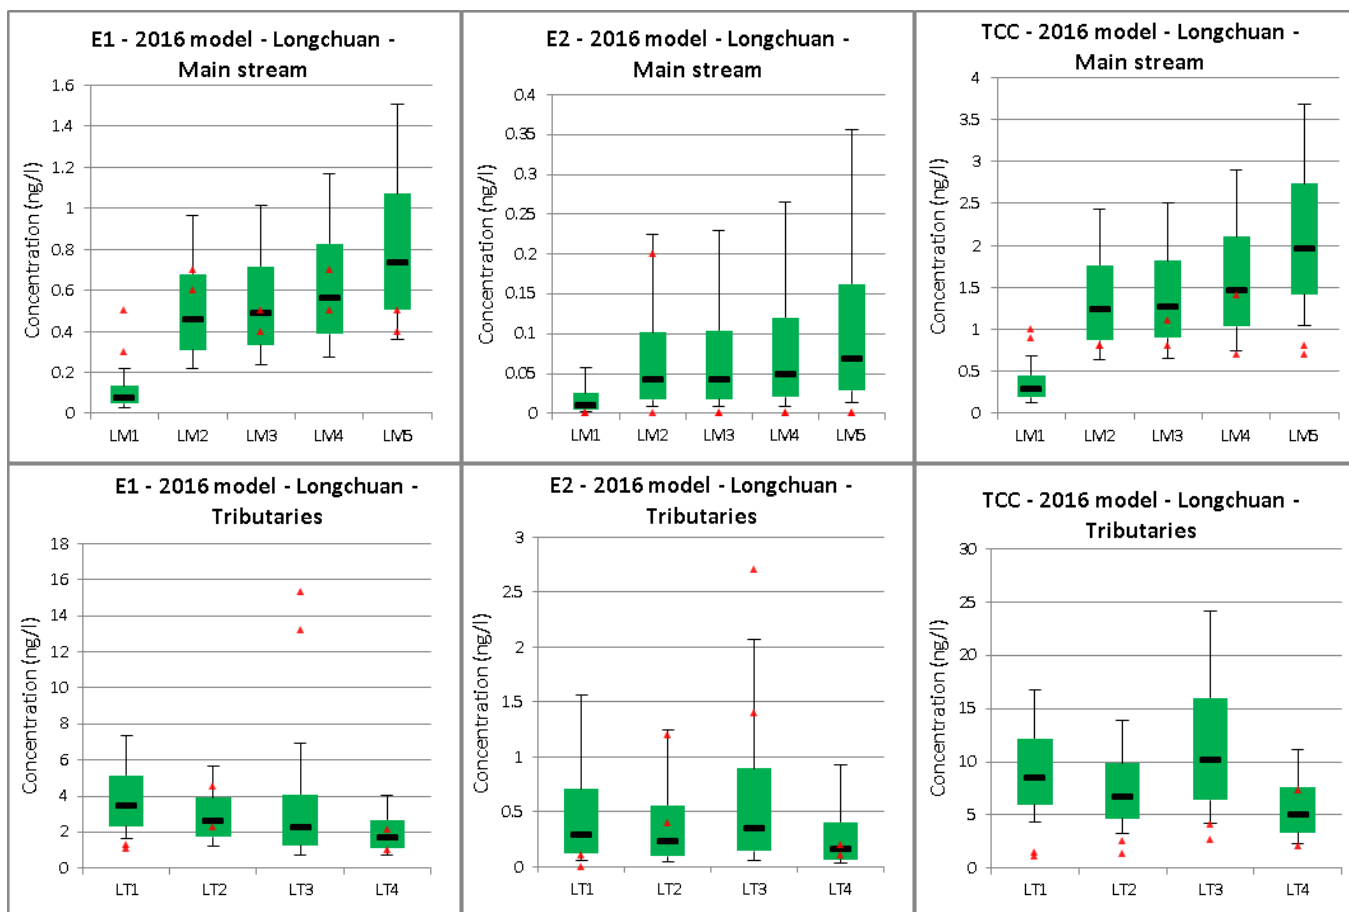 E1 - 2016 model - Longchuan -
Main stream
Concentration (ng/l)
1.6
1.4
1.2
1
0.8
0.6
0.4
0.2
0
LM1 LM2 LM3 LM4 LM5
E2 - 2016 model - Longchuan -
Main stream
Concentration (ng/l)
0.4
0.35
0.3
0.25
0.2
0.15
0.1
0.05
0
LM1 LM2 LM3 LM4 LM5
TCC - 2016 model - Longchuan -
Main stream
Concentration (ng/l)
4
3.5
3
2.5
2
1.5
1
0.5
0
LM1 LM2 LM3 LM4 LM5
E1 - 2016 model - Longchuan -
Tributaries
Concentration (ng/l)
18
16
14
12
10
8
6
4
2
0
LT1 LT2 LT3 LT4
E2 - 2016 model - Longchuan -
Tributaries
Concentration (ng/l)
3
2.5
2
1.5
1
0.5
0
LT1 LT2 LT3 LT4
TCC - 2016 model - Longchuan -
Tributaries
Concentration (ng/l)
30
25
20
15
10
5
0
LT1 LT2 LT3 LT4